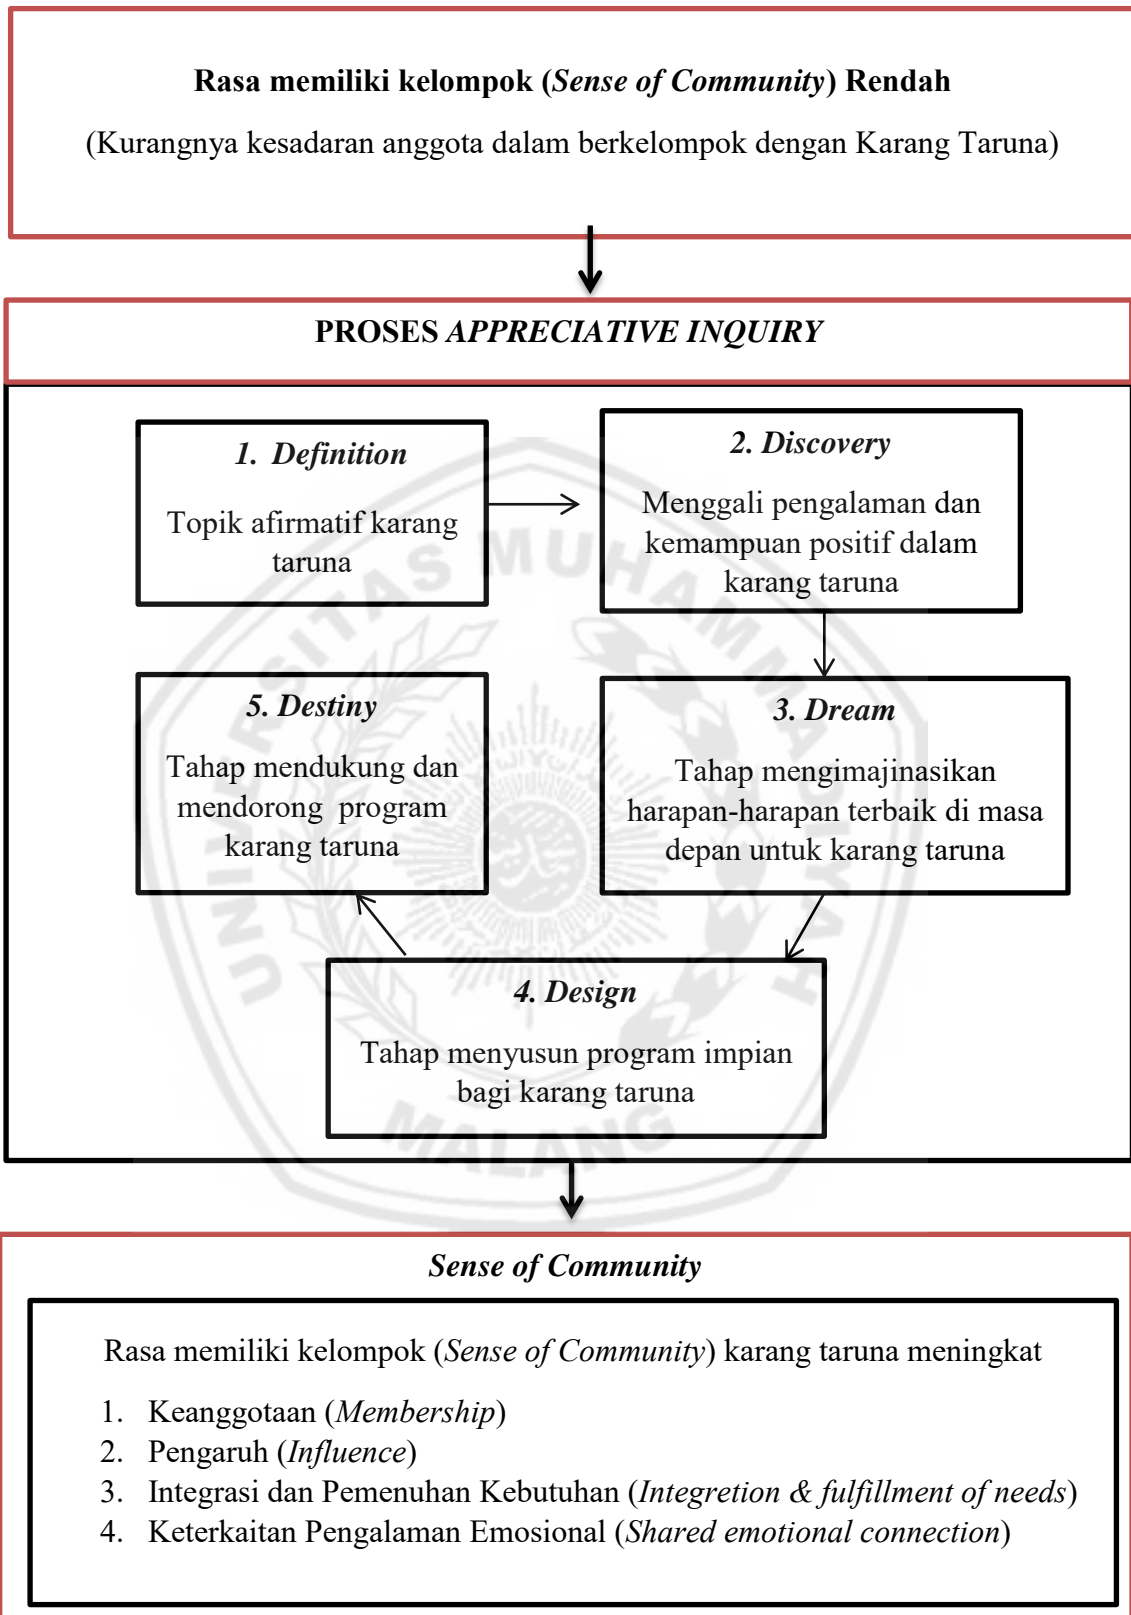 Rasa memiliki kelompok (Sense of Community) Rendah
(Kurangnya kesadaran anggota dalam berkelompok dengan Karang Taruna)
PROSES APPRECIATIVE INQUIRY
1. Definition
Topik afirmatif karang
taruna
2. Discovery
Menggali pengalaman dan
kemampuan positif dalam
karang taruna
3. Dream
Tahap mengimajinasikan
harapan-harapan terbaik di masa
depan untuk karang taruna
4. Design
Tahap menyusun program impian
bagi karang taruna
5. Destiny
Tahap mendukung dan
mendorong program
karang taruna
UNIVERSITAS MUHAMMADIYAH
MALANG
Sense of Community
Rasa memiliki kelompok (Sense of Community) karang taruna meningkat
1. Keanggotaan (Membership)
2. Pengaruh (Influence)
3. Integrasi dan Pemenuhan Kebutuhan (Integretion & fulfillment of needs)
4. Keterkaitan Pengalaman Emosional (Shared emotional connection)